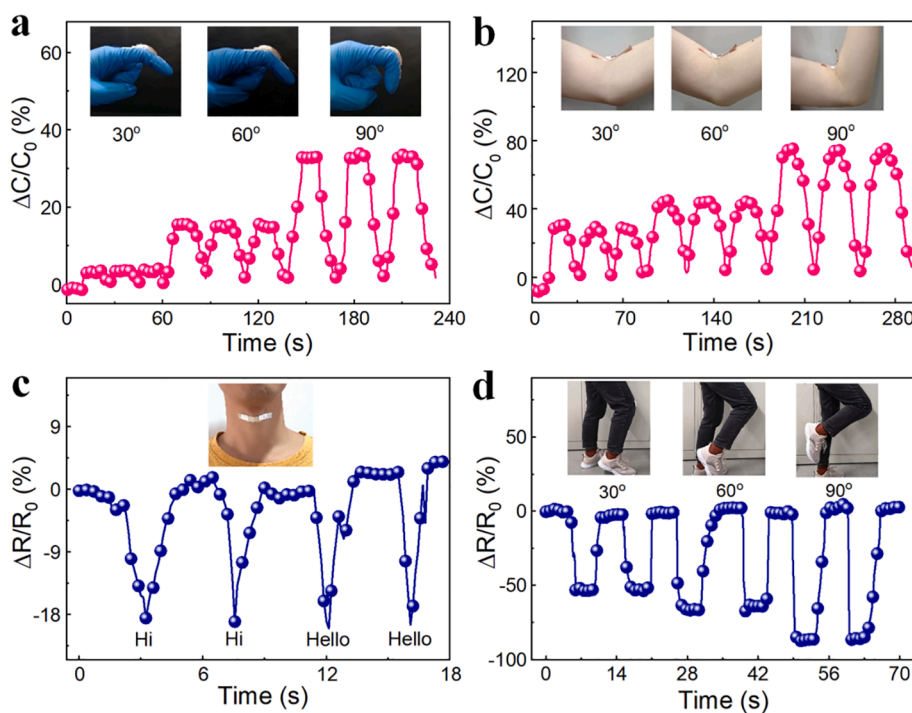 a
60
40
20
0
ΔC/C₀ (%)
30°
60°
90°
0
60
120
180
240
Time (s)
b
120
80
40
0
ΔC/C₀ (%)
30°
60°
90°
0
70
140
210
280
Time (s)
c
9
0
-9
-18
ΔR/R₀ (%)
Hi
Hi
Hello
Hello
0
6
12
18
Time (s)
d
50
0
-50
-100
ΔR/R₀ (%)
30°
60°
90°
0
14
28
42
56
70
Time (s)